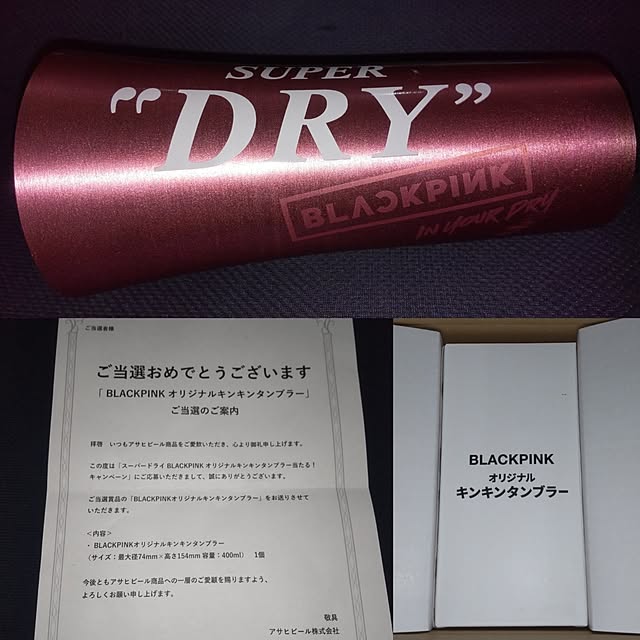 SUPER
“DRY”
BLΛCKPIИK
IN YOUR DRY
ご当選者様
ご当選おめでとうございます
「 BLACKPINK オリジナルキンキンタンブラー」
ご当選のご案内
拝啓 いつもアサヒビール商品をご愛飲いただき、心より御礼申し上げます。
この度は「スーパードライ BLACKPINK オリジナルキンキンタンブラー当たる！
キャンペーン」にご応募いただきまして、誠にありがとうございます。
ご当選賞品の「BLACKPINKオリジナルキンキンタンブラー」をお送りさせて
いただきます。
＜内容＞
・ BLACKPINKオリジナルキンキンタンブラー
（サイズ：最大径74mm×高さ154mm 容量：400ml） 1個
今後ともアサヒビール商品への一層のご愛顧を賜りますよう、
よろしくお願い申し上げます。
敬具
アサヒビール株式会社
BLACKPINK
オリジナル
キンキンタンブラー